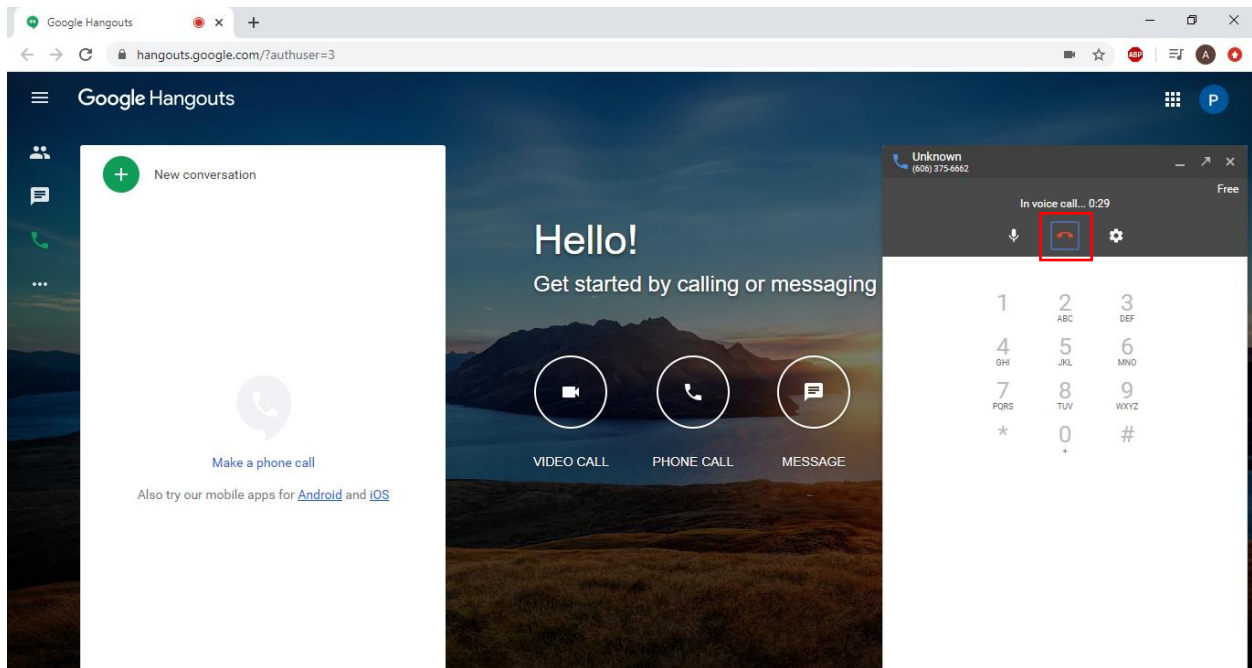 Google Hangouts
hangouts.google.com/?authuser=3
ABP
A
Google Hangouts
P
New conversation
Make a phone call
Also try our mobile apps for Android and iOS
Hello!
Get started by calling or messaging
VIDEO CALL PHONE CALL MESSAGE
Unknown
(606) 375-6662
Free
In voice call... 0:29
1 2 3
ABC DEF
4 5 6
GHI JKL MNO
7 8 9
PQRS TUV WXYZ
* 0 #
+